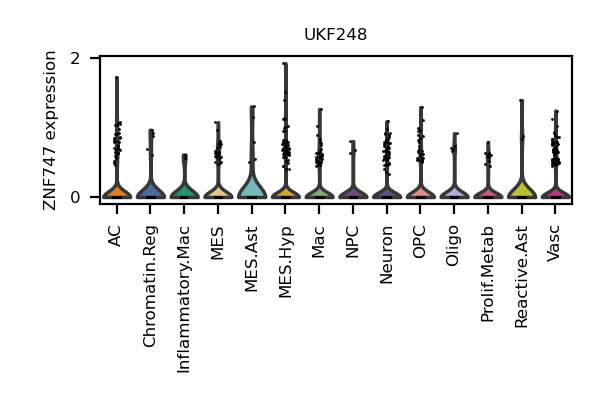 UKF248
ZNF747 expression
2
0
AC
Chromatin.Reg
Inflammatory.Mac
MES
MES.Ast
MES.Hyp
Mac
NPC
Neuron
OPC
Oligo
Prolif.Metab
Reactive.Ast
Vasc